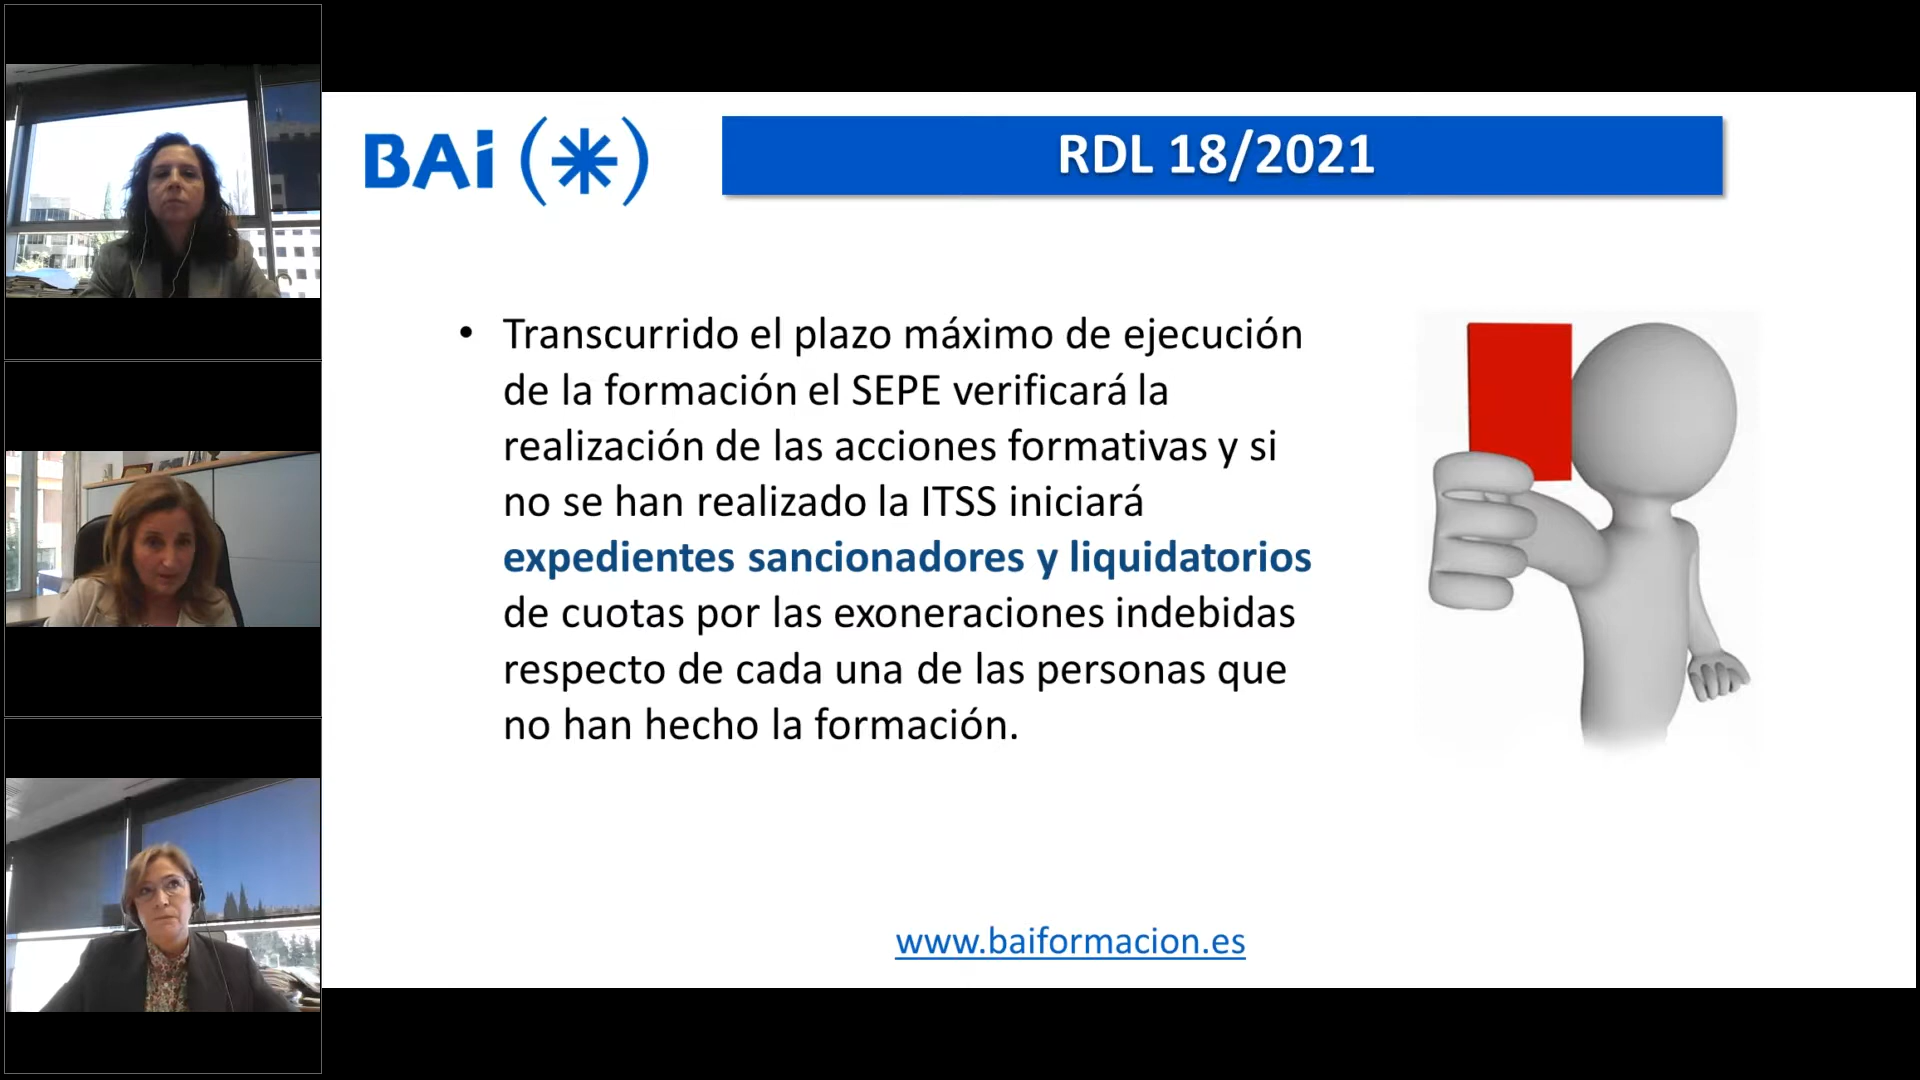 BAi (*)
RDL 18/2021
• Transcurrido el plazo máximo de ejecución
de la formación el SEPE verificará la
realización de las acciones formativas y si
no se han realizado la ITSS iniciará
expedientes sancionadores y liquidatorios
de cuotas por las exoneraciones indebidas
respecto de cada una de las personas que
no han hecho la formación.
www.baiformacion.es